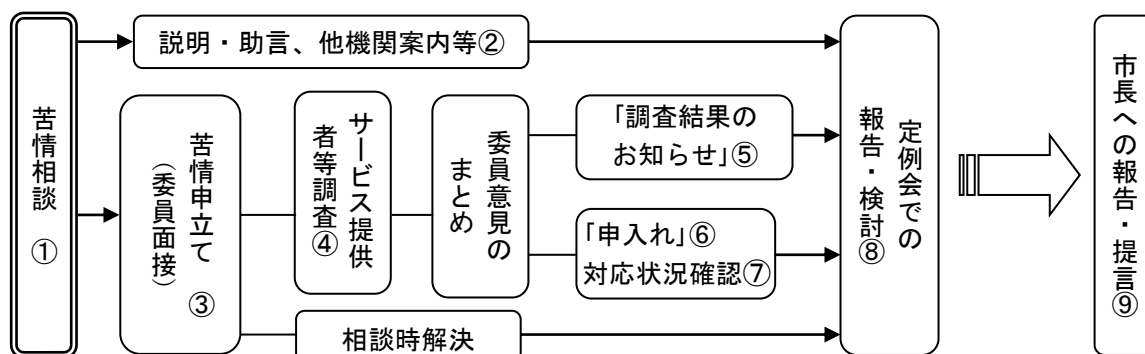 苦情相談 ①
説明・助言、他機関案内等②
苦情申立て
(委員面接) ③
サービス提供
者等調査④
委員意見の
まとめ
「調査結果の
お知らせ」⑤
「申入れ」⑥
対応状況確認⑦
相談時解決
定例会での
報告・検討⑧
市長への報告・提言⑨